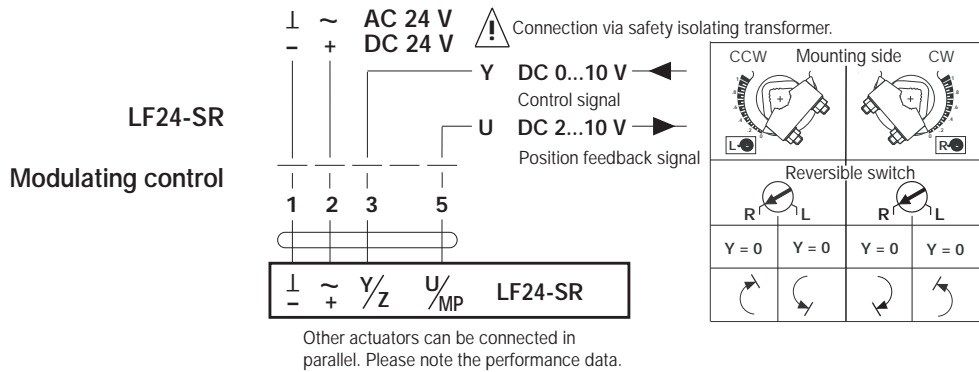 ⊥ ~ AC 24 V
– + DC 24 V
Connection via safety isolating transformer.
Y DC 0...10 V
Control signal
U DC 2...10 V
Position feedback signal
LF24-SR
Modulating control
1 2 3 5
⊥ ~ Y/Z U/MP LF24-SR
– +
Other actuators can be connected in
parallel. Please note the performance data.
CCW Mounting side CW
L R
Reversible switch
R L R L
Y = 0 Y = 0 Y = 0 Y = 0